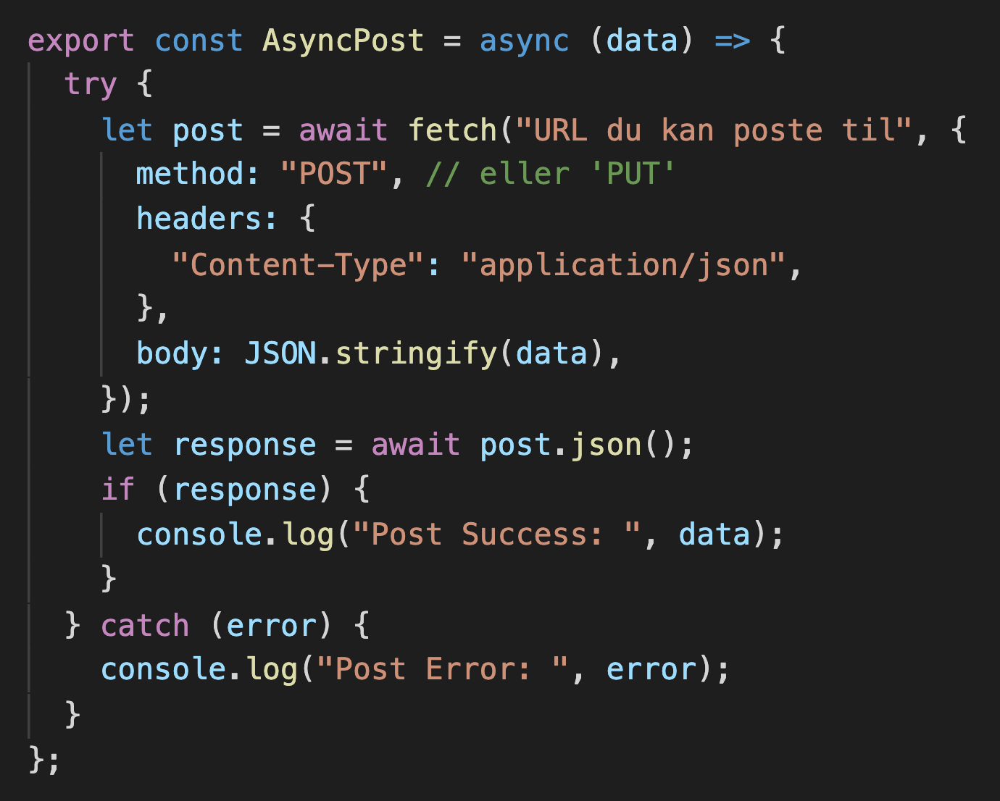 export const AsyncPost = async (data) => {
  try {
    let post = await fetch("URL du kan poste til", {
      method: "POST", // eller 'PUT'
      headers: {
        "Content-Type": "application/json",
      },
      body: JSON.stringify(data),
    });
    let response = await post.json();
    if (response) {
      console.log("Post Success: ", data);
    }
  } catch (error) {
    console.log("Post Error: ", error);
  }
};